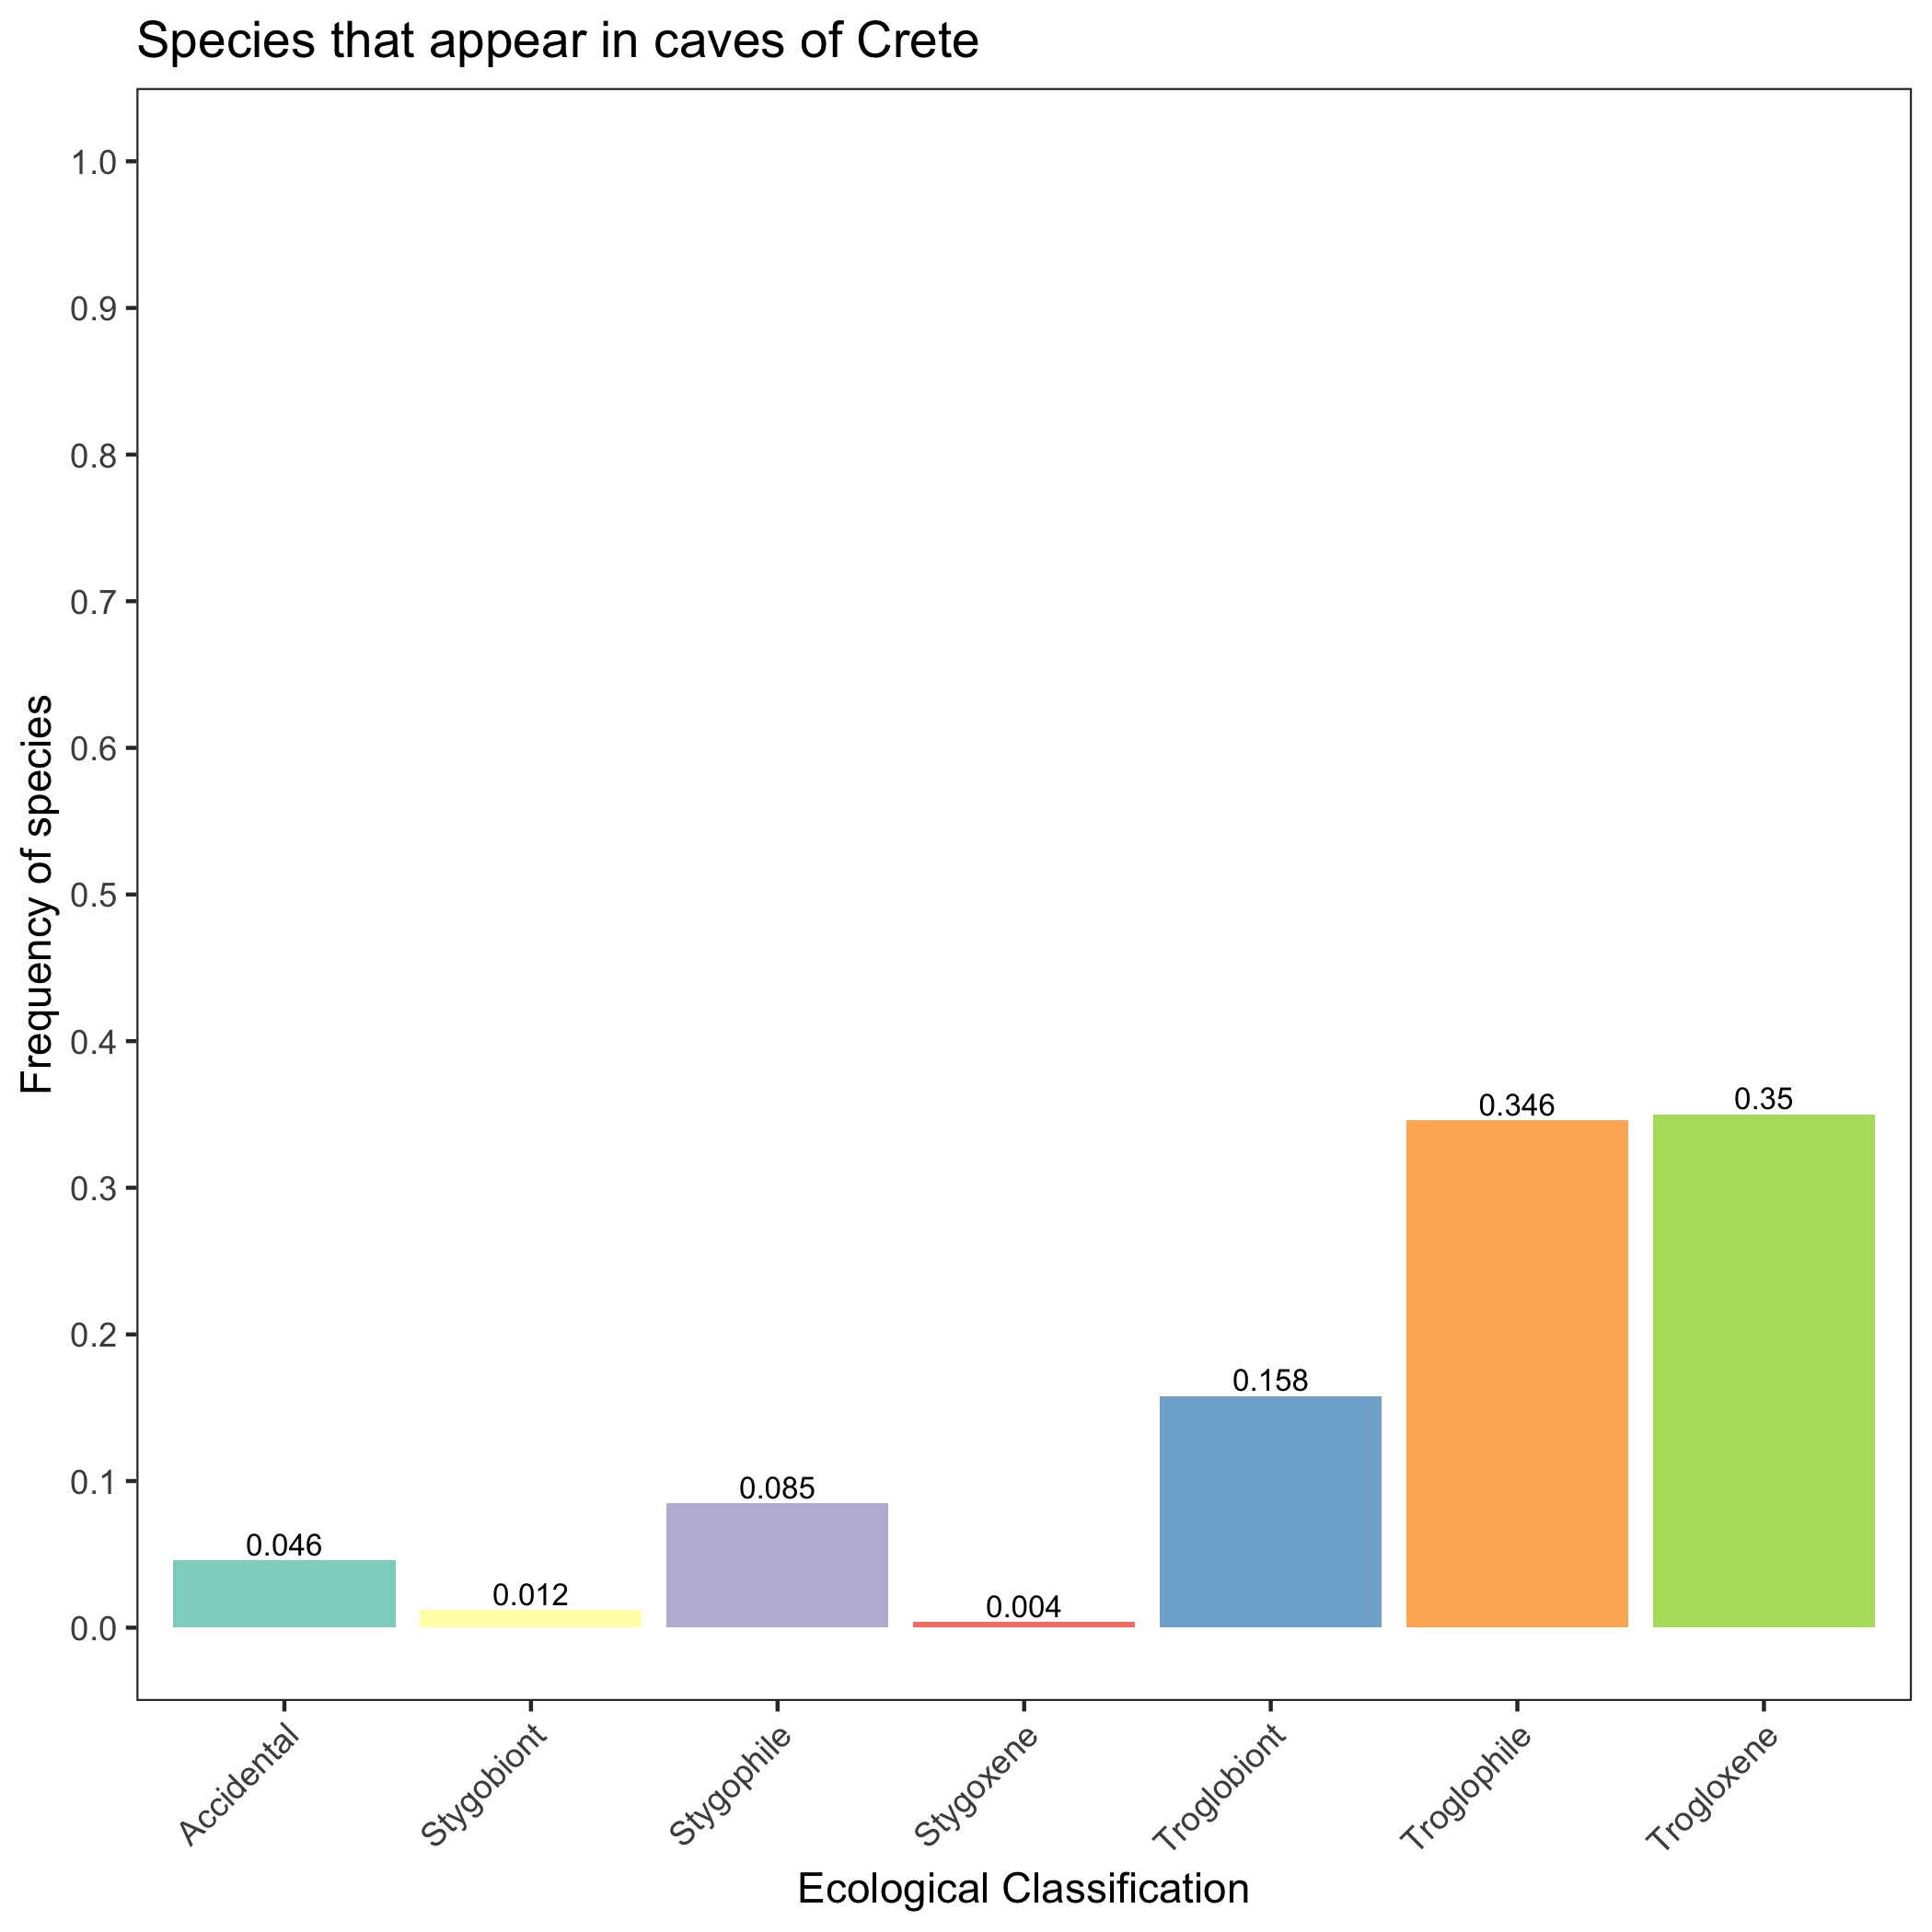 Species that appear in caves of Crete
Frequency of species
1.0
0.9
0.8
0.7
0.6
0.5
0.4
0.3
0.2
0.1
0.0
0.046
0.012
0.085
0.004
0.158
0.346
0.35
Accidental
Stygobiont
Stygophile
Stygoxene
Troglobiont
Troglophile
Trogloxene
Ecological Classification